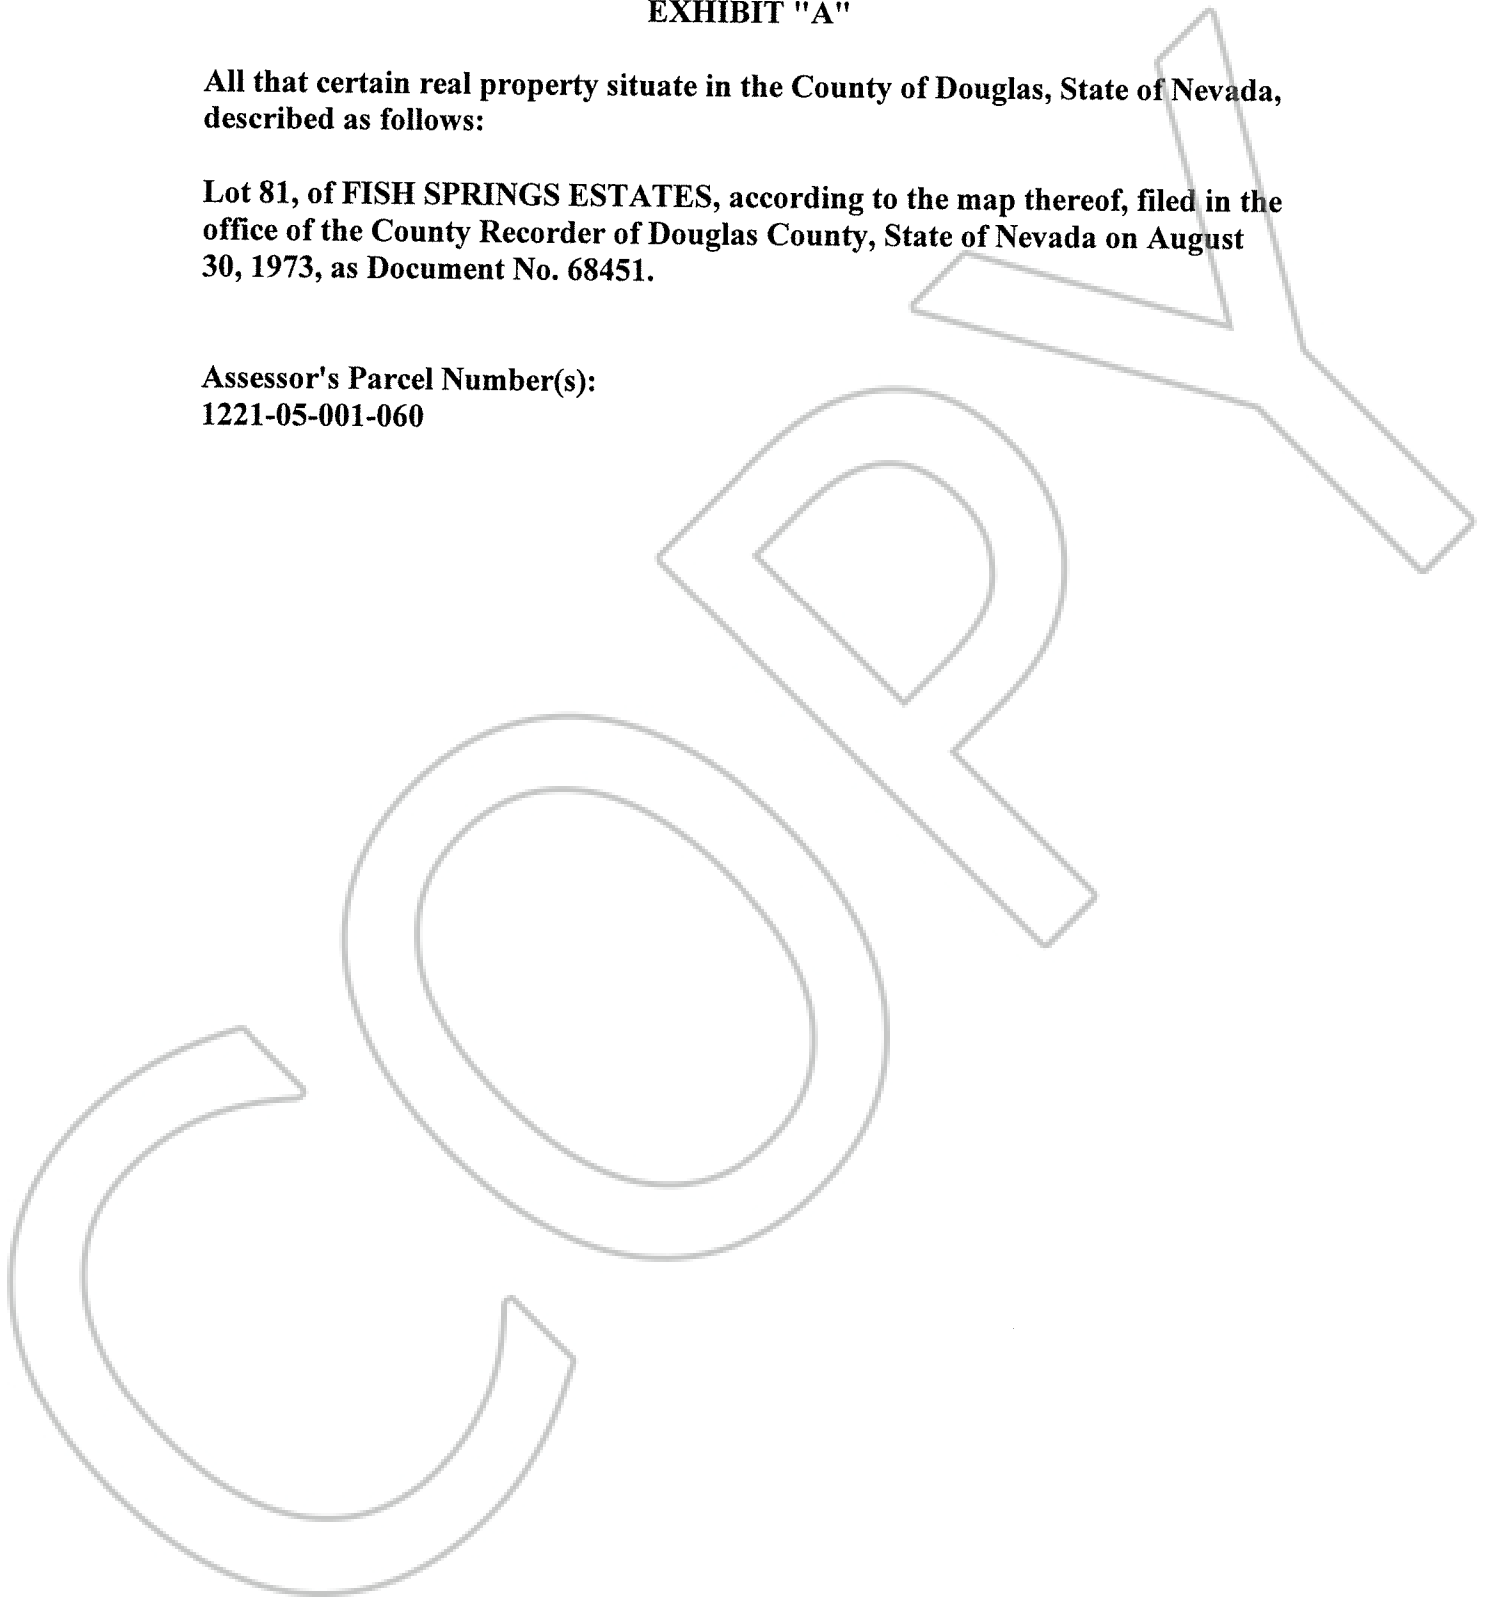 EXHIBIT "A"
All that certain real property situate in the County of Douglas, State of Nevada,
described as follows:
Lot 81, of FISH SPRINGS ESTATES, according to the map thereof, filed in the
office of the County Recorder of Douglas County, State of Nevada on August
30, 1973, as Document No. 68451.
Assessor's Parcel Number(s):
1221-05-001-060
COPY